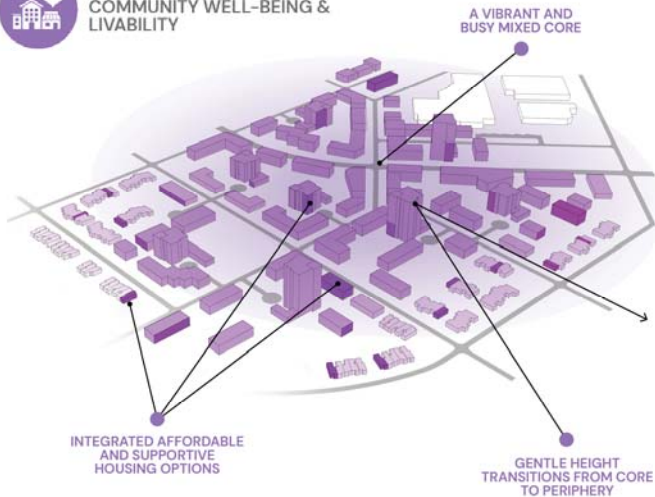 COMMUNITY WELL-BEING &
LIVABILITY
A VIBRANT AND
BUSY MIXED CORE
INTEGRATED AFFORDABLE
AND SUPPORTIVE
HOUSING OPTIONS
GENTLE HEIGHT
TRANSITIONS FROM CORE
TO PERIPHERY